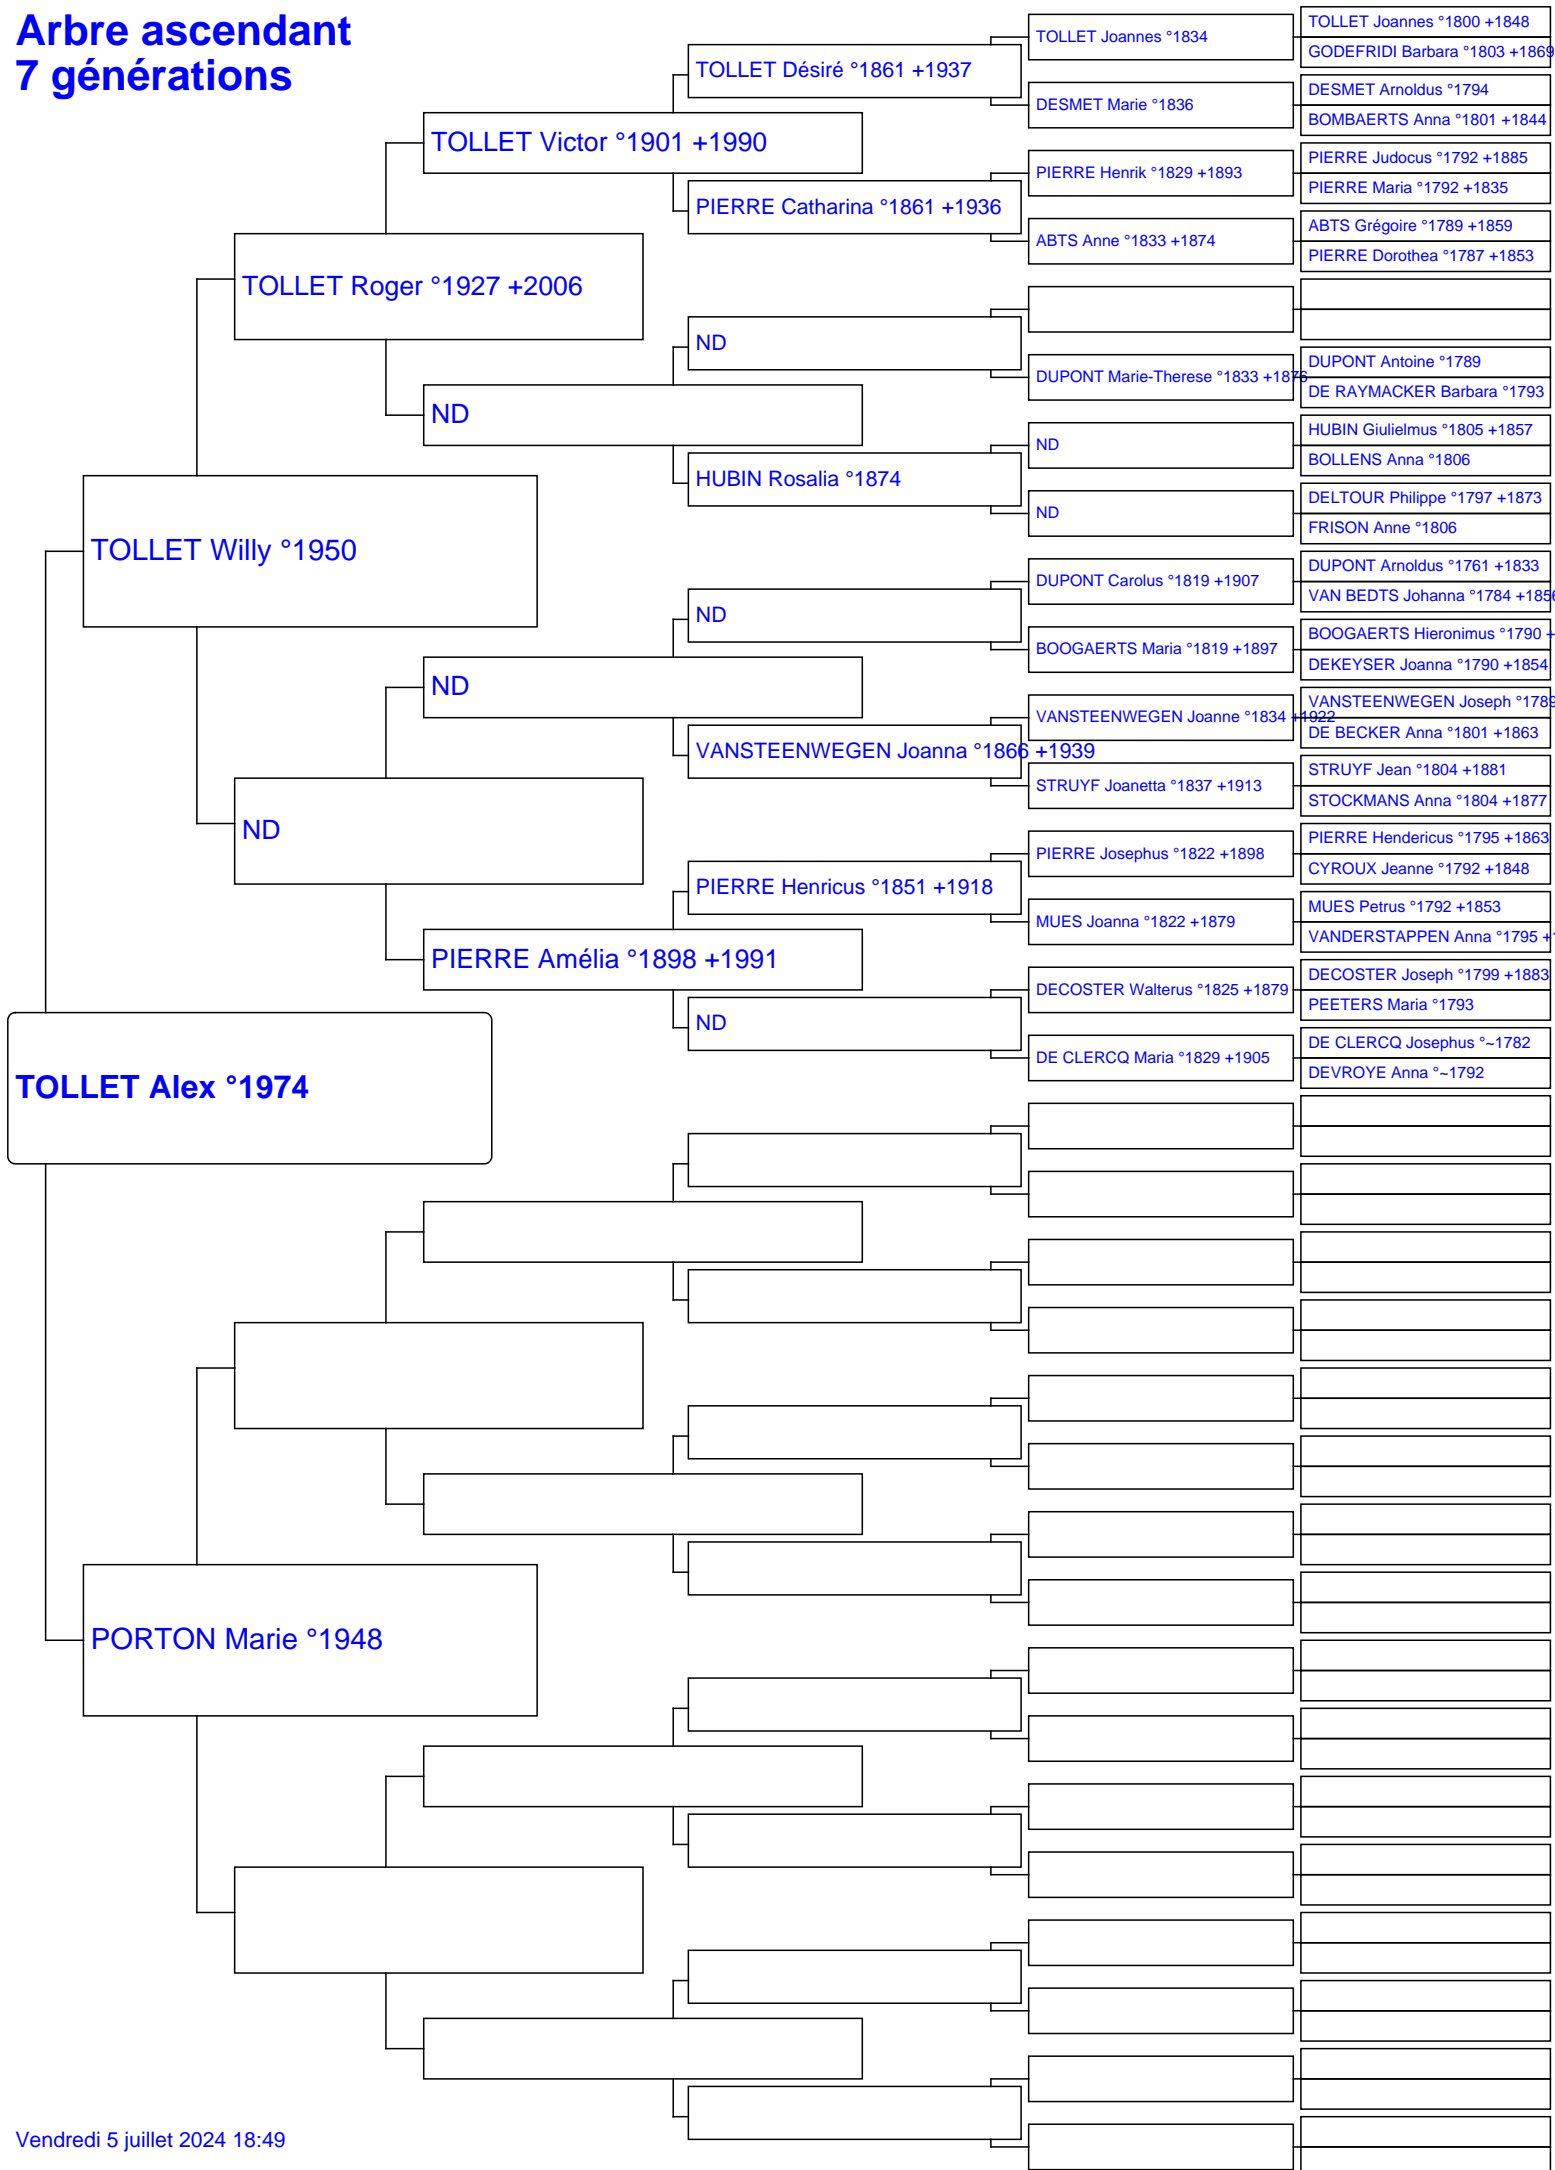 Arbre ascendant
7 générations
TOLLET Alex °1974
TOLLET Willy °1950
PORTON Marie °1948
TOLLET Roger °1927 +2006
ND
TOLLET Victor °1901 +1990
ND
ND
PIERRE Amélia °1898 +1991
TOLLET Désiré °1861 +1937
PIERRE Catharina °1861 +1936
ND
HUBIN Rosalia °1874
ND
VANSTEENWEGEN Joanna °1866 +1939
PIERRE Henricus °1851 +1918
ND
TOLLET Joannes °1834
DESMET Marie °1836
PIERRE Henrik °1829 +1893
ABTS Anne °1833 +1874
DUPONT Marie-Therese °1833 +1876
ND
ND
DUPONT Carolus °1819 +1907
BOOGAERTS Maria °1819 +1897
VANSTEENWEGEN Joanne °1834 +1922
STRUYF Joanetta °1837 +1913
PIERRE Josephus °1822 +1898
MUES Joanna °1822 +1879
DECOSTER Walterus °1825 +1879
DE CLERCQ Maria °1829 +1905
TOLLET Joannes °1800 +1848
GODEFRIDI Barbara °1803 +1869
DESMET Arnoldus °1794
BOMBAERTS Anna °1801 +1844
PIERRE Judocus °1792 +1885
PIERRE Maria °1792 +1835
ABTS Grégoire °1789 +1859
PIERRE Dorothea °1787 +1853
DUPONT Antoine °1789
DE RAYMACKER Barbara °1793
HUBIN Giulielmus °1805 +1857
BOLLENS Anna °1806
DELTOUR Philippe °1797 +1873
FRISON Anne °1806
DUPONT Arnoldus °1761 +1833
VAN BEDTS Johanna °1784 +1856
BOOGAERTS Hieronimus °1790 +
DEKEYSER Joanna °1790 +1854
VANSTEENWEGEN Joseph °1789
DE BECKER Anna °1801 +1863
STRUYF Jean °1804 +1881
STOCKMANS Anna °1804 +1877
PIERRE Hendericus °1795 +1863
CYROUX Jeanne °1792 +1848
MUES Petrus °1792 +1853
VANDERSTAPPEN Anna °1795 +
DECOSTER Joseph °1799 +1883
PEETERS Maria °1793
DE CLERCQ Josephus °~1782
DEVROYE Anna °~1792
Vendredi 5 juillet 2024 18:49